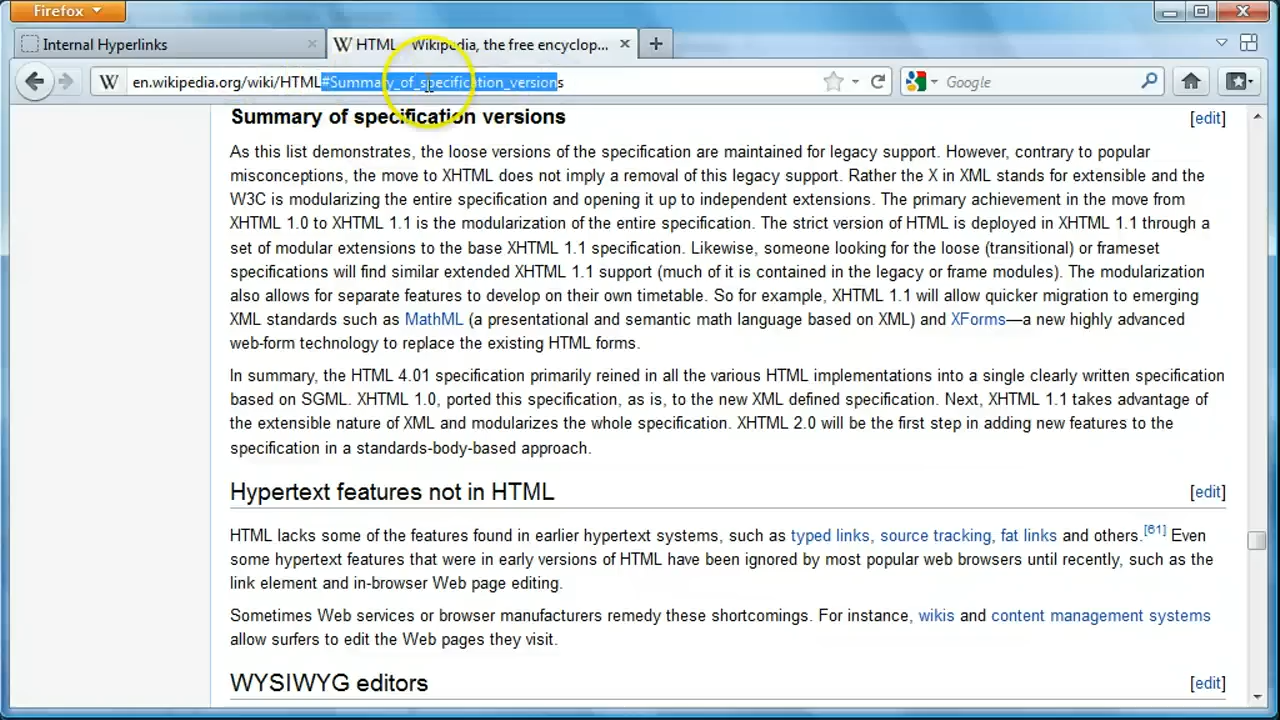 Firefox
Internal Hyperlinks
HTML - Wikipedia, the free encyclop...
en.wikipedia.org/wiki/HTML#Summary_of_specification_versions
Google
Summary of specification versions [edit]
As this list demonstrates, the loose versions of the specification are maintained for legacy support. However, contrary to popular
misconceptions, the move to XHTML does not imply a removal of this legacy support. Rather the X in XML stands for extensible and the
W3C is modularizing the entire specification and opening it up to independent extensions. The primary achievement in the move from
XHTML 1.0 to XHTML 1.1 is the modularization of the entire specification. The strict version of HTML is deployed in XHTML 1.1 through a
set of modular extensions to the base XHTML 1.1 specification. Likewise, someone looking for the loose (transitional) or frameset
specifications will find similar extended XHTML 1.1 support (much of it is contained in the legacy or frame modules). The modularization
also allows for separate features to develop on their own timetable. So for example, XHTML 1.1 will allow quicker migration to emerging
XML standards such as MathML (a presentational and semantic math language based on XML) and XForms—a new highly advanced
web-form technology to replace the existing HTML forms.
In summary, the HTML 4.01 specification primarily reined in all the various HTML implementations into a single clearly written specification
based on SGML. XHTML 1.0, ported this specification, as is, to the new XML defined specification. Next, XHTML 1.1 takes advantage of
the extensible nature of XML and modularizes the whole specification. XHTML 2.0 will be the first step in adding new features to the
specification in a standards-body-based approach.
Hypertext features not in HTML [edit]
HTML lacks some of the features found in earlier hypertext systems, such as typed links, source tracking, fat links and others.[61] Even
some hypertext features that were in early versions of HTML have been ignored by most popular web browsers until recently, such as the
link element and in-browser Web page editing.
Sometimes Web services or browser manufacturers remedy these shortcomings. For instance, wikis and content management systems
allow surfers to edit the Web pages they visit.
WYSIWYG editors [edit]